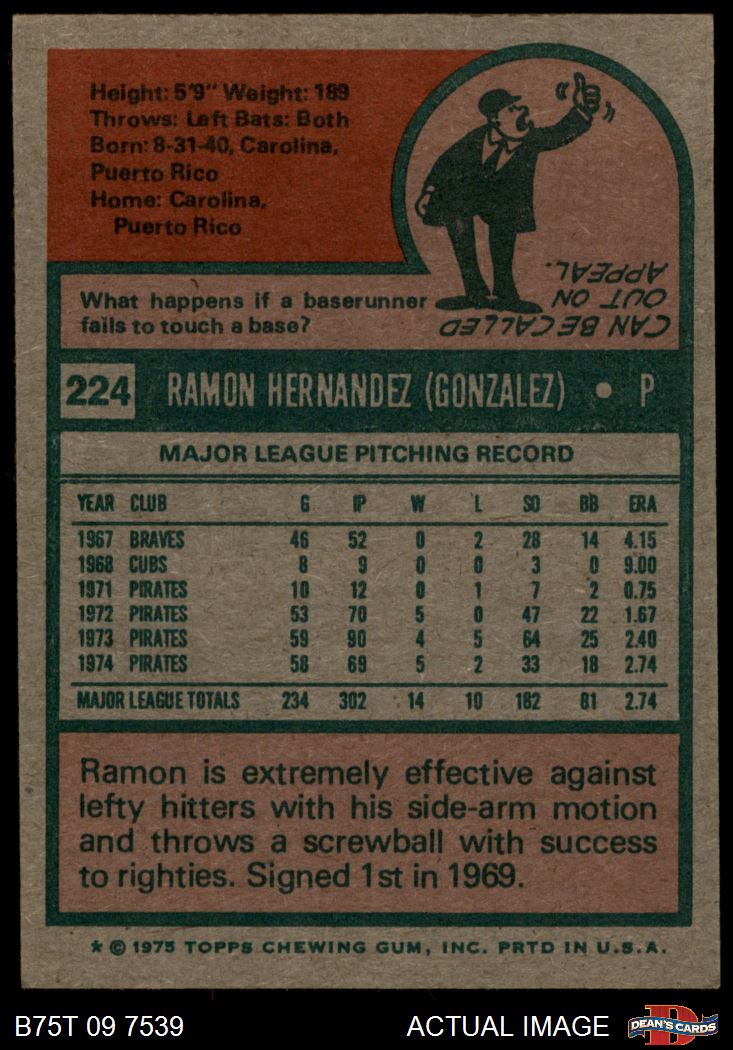 Height: 5'9" Weight: 189
Throws: Left Bats: Both
Born: 8-31-40, Carolina,
Puerto Rico
Home: Carolina,
Puerto Rico
What happens if a baserunner
fails to touch a base?
CAN BE CALLED
OUT ON
APPEAL.
224 RAMON HERNANDEZ (GONZALEZ) • P
MAJOR LEAGUE PITCHING RECORD
YEAR CLUB G IP W L SO BB ERA
1967 BRAVES 46 52 0 2 28 14 4.15
1968 CUBS 8 9 0 0 3 0 9.00
1971 PIRATES 10 12 0 1 7 2 0.75
1972 PIRATES 53 70 5 0 47 22 1.67
1973 PIRATES 59 90 4 5 64 25 2.40
1974 PIRATES 58 69 5 2 33 18 2.74
MAJOR LEAGUE TOTALS 234 302 14 10 182 81 2.74
Ramon is extremely effective against
lefty hitters with his side-arm motion
and throws a screwball with success
to righties. Signed 1st in 1969.
* © 1975 TOPPS CHEWING GUM, INC. PRTD IN U.S.A.
B75T 09 7539 ACTUAL IMAGE DEAN'S CARDS